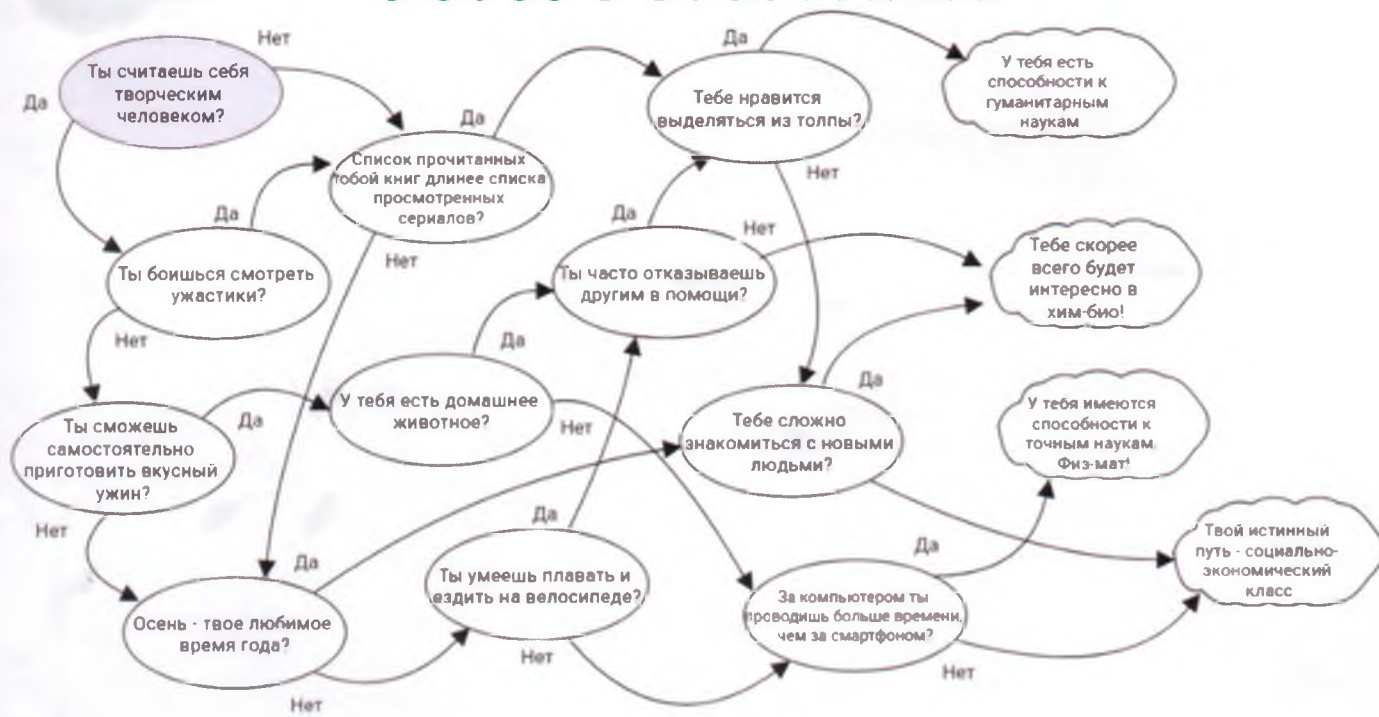 Нет
Да
Ты считаешь себя
творческим
человеком?
Да
Список прочитанных
тобой книг длинее списка
просмотренных
сериалов?
Нет
Да
Ты боишься смотреть
ужастики?
Нет
Да
Тебе нравится
выделяться из толпы?
Нет
У тебя есть
способности к
гуманитарным
наукам
Да
Ты часто отказываешь
другим в помощи?
Нет
Тебе скорее
всего будет
интересно в
хим-био!
Ты сможешь
самостоятельно
приготовить вкусный
ужин?
Да
Нет
У тебя есть домашнее
животное?
Да
Нет
Тебе сложно
знакомиться с новыми
людьми?
Да
У тебя имеются
способности к
точным наукам.
Физ-мат!
Осень - твое любимое
время года?
Да
Нет
Ты умеешь плавать и
ездить на велосипеде?
Да
Нет
За компьютером ты
проводишь больше времени,
чем за смартфоном?
Да
Нет
Твой истинный
путь - социально-
экономический
класс